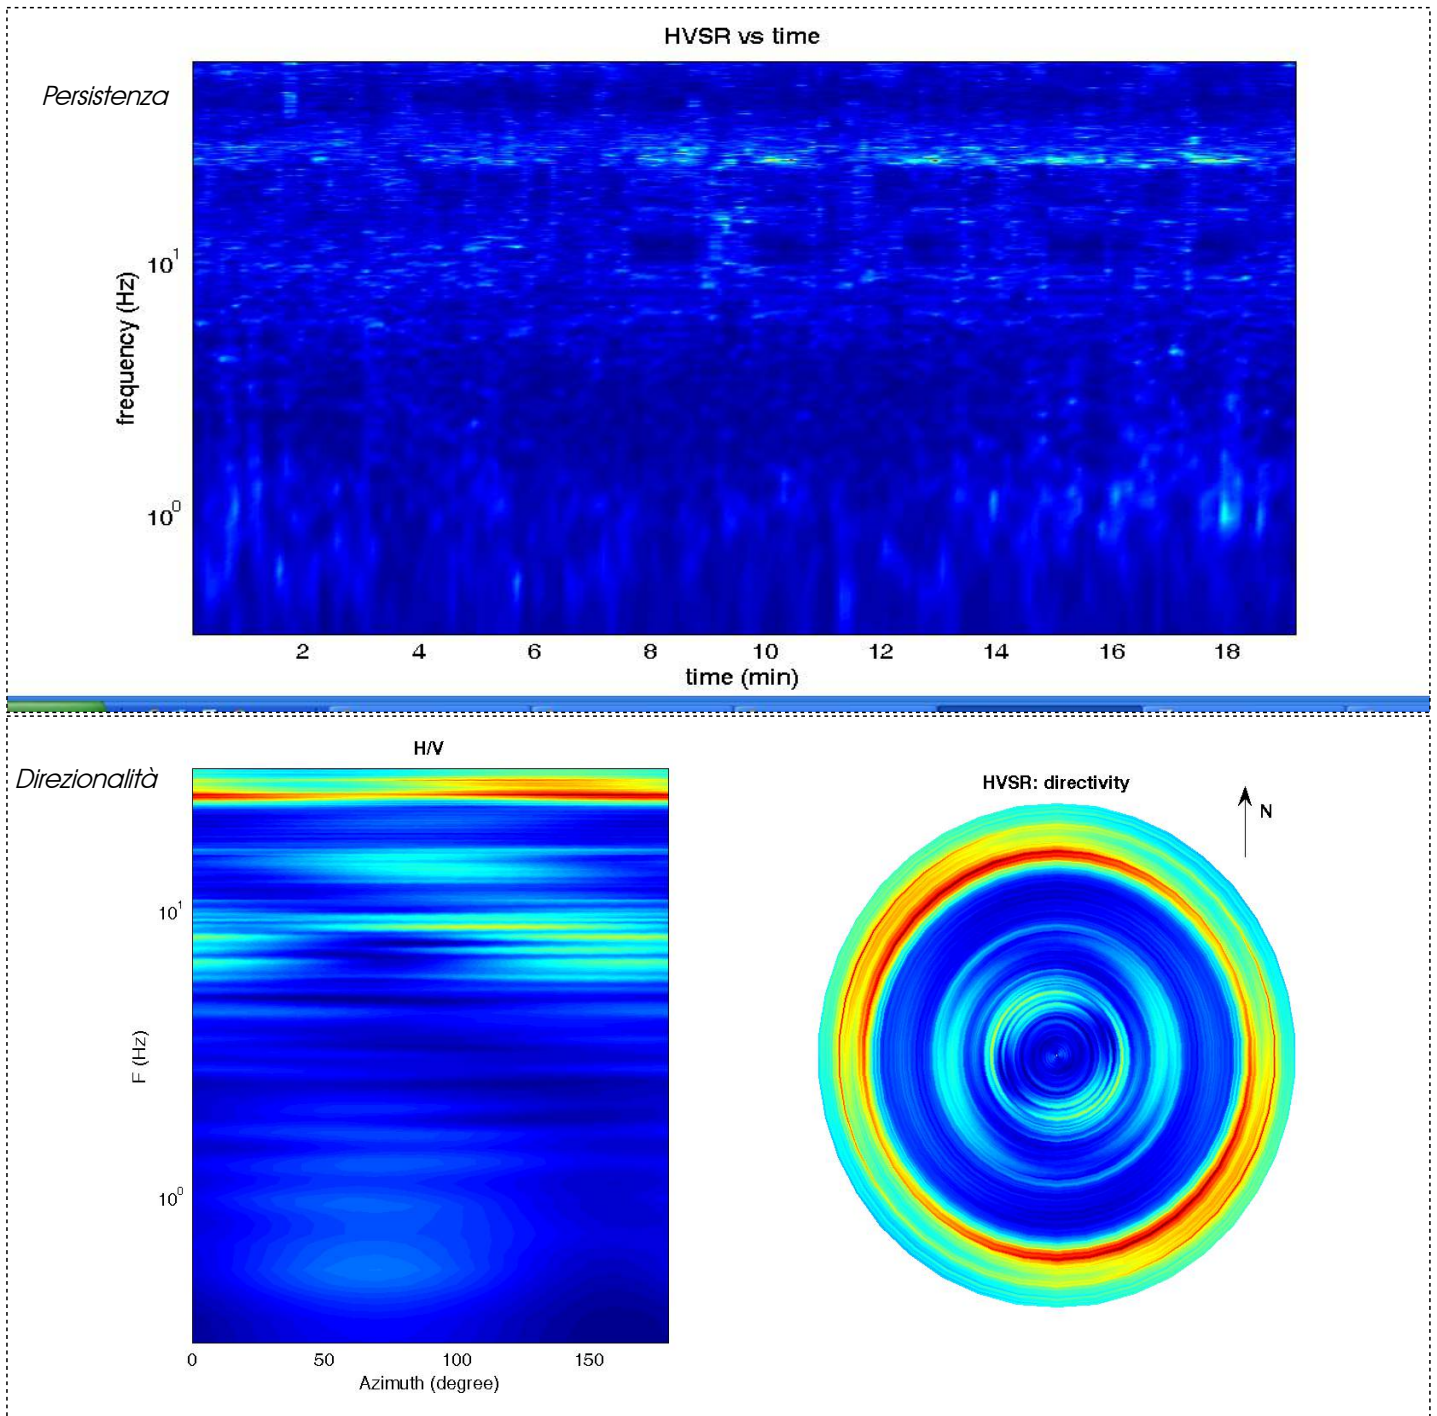 HVSR vs time
Persistenza
10¹
10⁰
frequency (Hz)
2 4 6 8 10 12 14 16 18
time (min)
H/V
Direzionalità
HVSR: directivity
N
10¹
F (Hz)
10⁰
0 50 100 150
Azimuth (degree)